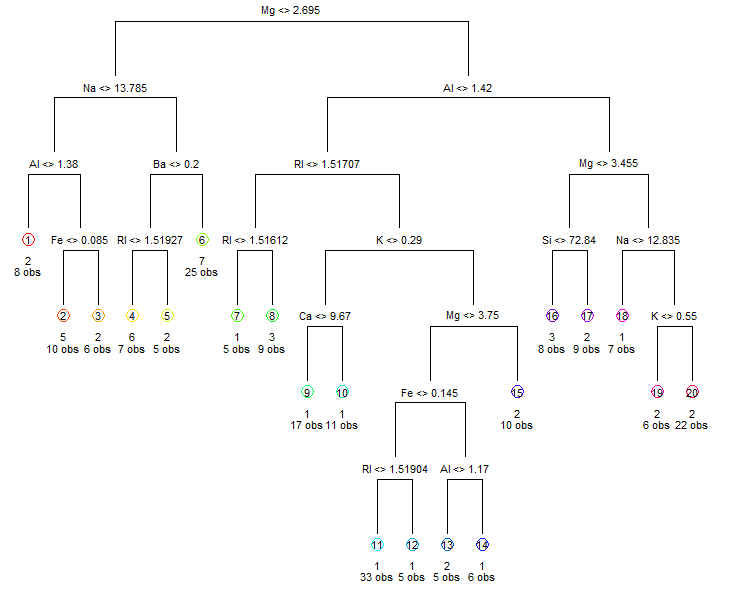 Mg <> 2.695
Na <> 13.785
Al <> 1.42
Al <> 1.38
Ba <> 0.2
RI <> 1.51707
Mg <> 3.455
1
2
8 obs
Fe <> 0.085
RI <> 1.51927
6
7
25 obs
RI <> 1.51612
K <> 0.29
Si <> 72.84
Na <> 12.835
2
5
10 obs
3
2
6 obs
4
6
7 obs
5
2
5 obs
7
1
5 obs
8
3
9 obs
Ca <> 9.67
Mg <> 3.75
16
3
8 obs
17
2
9 obs
18
1
7 obs
K <> 0.55
9
1
17 obs
10
1
11 obs
Fe <> 0.145
15
2
10 obs
19
2
6 obs
20
2
22 obs
RI <> 1.51904
Al <> 1.17
11
1
33 obs
12
1
5 obs
13
2
5 obs
14
1
6 obs